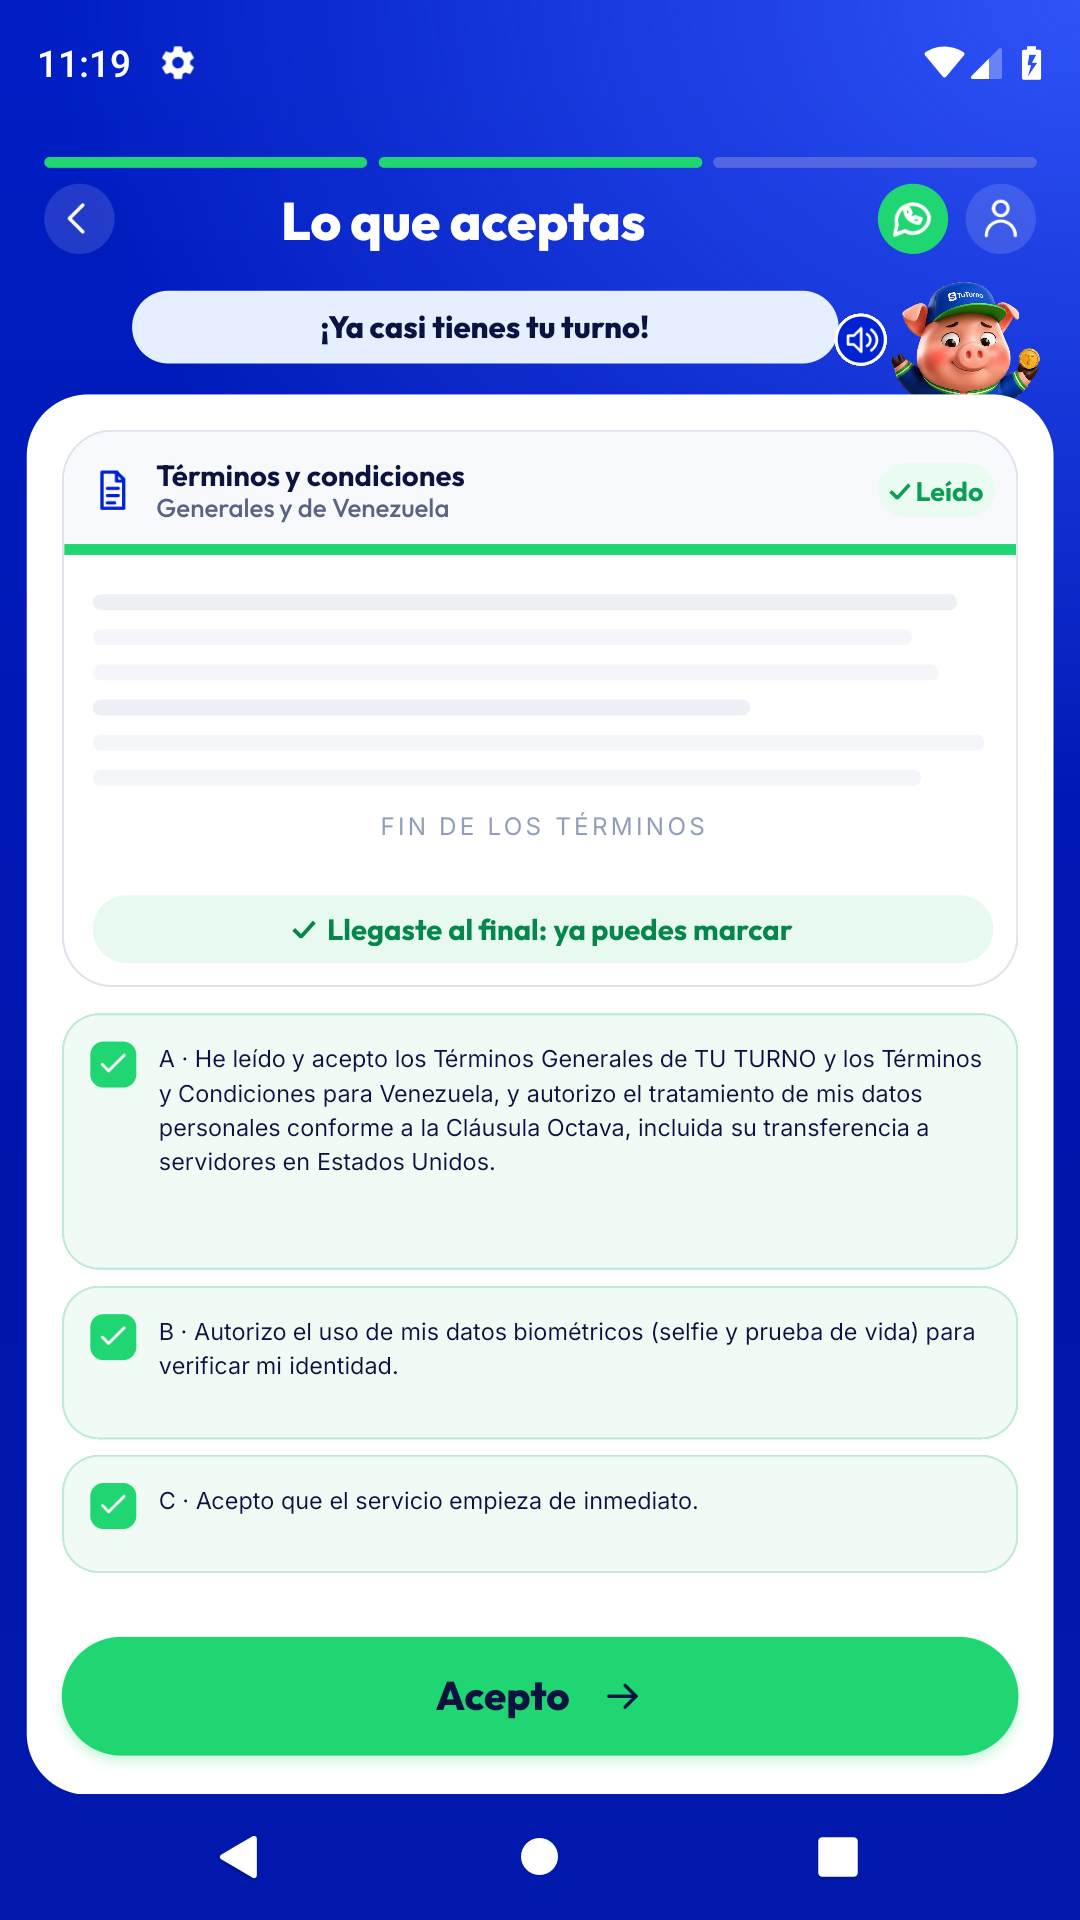 11:19
Lo que aceptas
¡Ya casi tienes tu turno!
TuTurno
Términos y condiciones
Generales y de Venezuela
Leído
FIN DE LOS TÉRMINOS
Llegaste al final: ya puedes marcar
A · He leído y acepto los Términos Generales de TU TURNO y los Términos
y Condiciones para Venezuela, y autorizo el tratamiento de mis datos
personales conforme a la Cláusula Octava, incluida su transferencia a
servidores en Estados Unidos.
B · Autorizo el uso de mis datos biométricos (selfie y prueba de vida) para
verificar mi identidad.
C · Acepto que el servicio empieza de inmediato.
Acepto